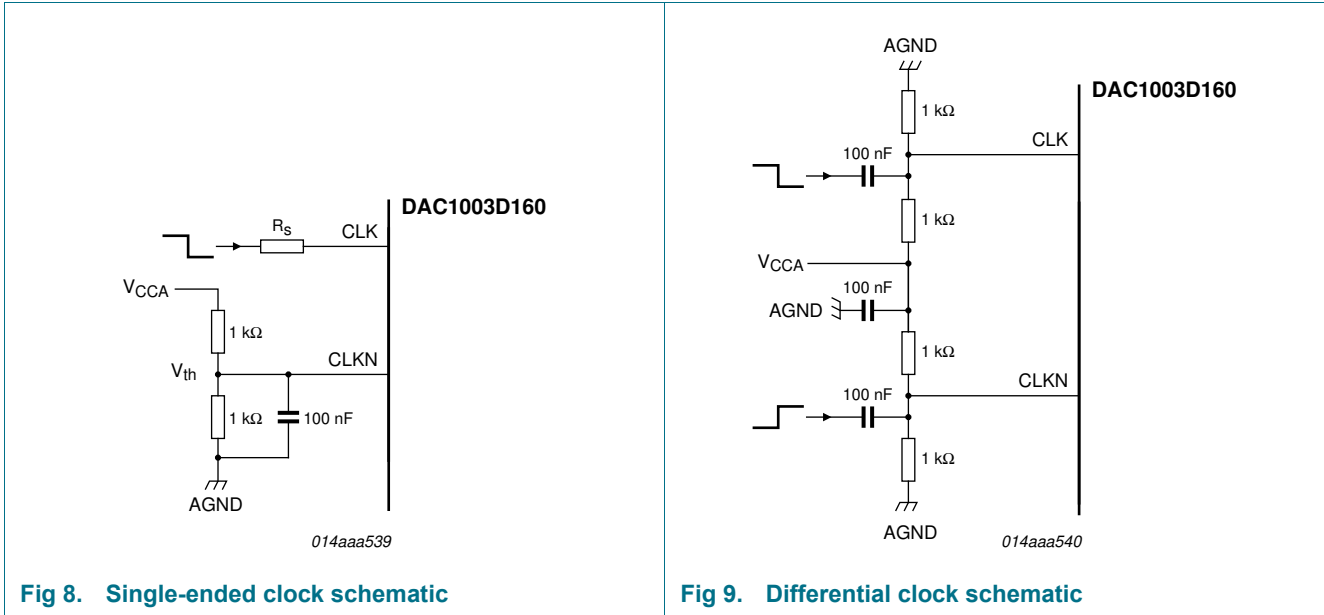 DAC1003D160
R_S
CLK
V_CCA
1 kΩ
CLKN
V_th
1 kΩ
100 nF
AGND
014aaa539
Fig 8. Single-ended clock schematic
AGND
DAC1003D160
1 kΩ
CLK
100 nF
1 kΩ
V_CCA
100 nF
AGND
1 kΩ
CLKN
100 nF
1 kΩ
AGND
014aaa540
Fig 9. Differential clock schematic